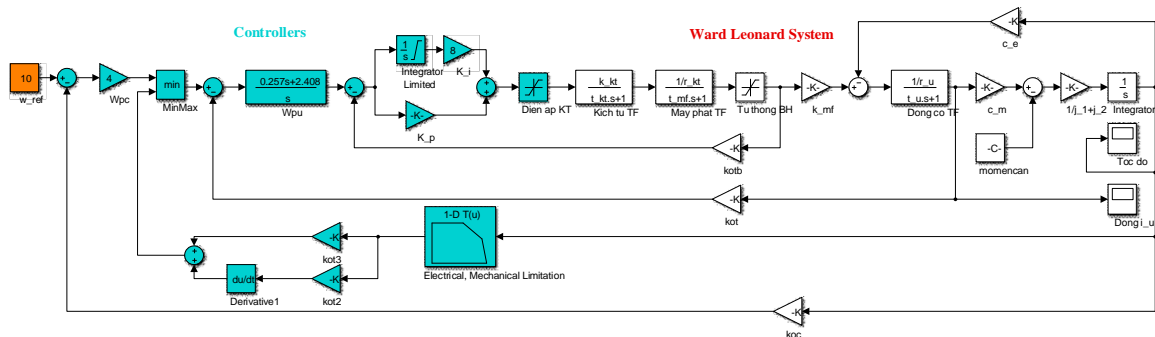 Controllers
Ward Leonard System
10
w_ref
4
Wpc
min
MinMax
0.257s+2.408
s
Wpu
1
s
Integrator
Limited
8
K_i
-K-
K_p
Dien ap KT
k_kt
t_kt.s+1
Kich tu TF
1/r_kt
t_mf.s+1
May phat TF
Tu thong BH
-K-
k_mf
-K
c_e
1/r_u
t_u.s+1
Dong co TF
-K-
c_m
-C-
momencan
-K-
1/j_1+j_2
1
s
Integrator
Toc do
-K
kotb
-K
kot
Dong i_u
1-D T(u)
Electrical, Mechanical Limitation
-K
kot3
-K
kot2
du/dt
Derivative1
-K
koc